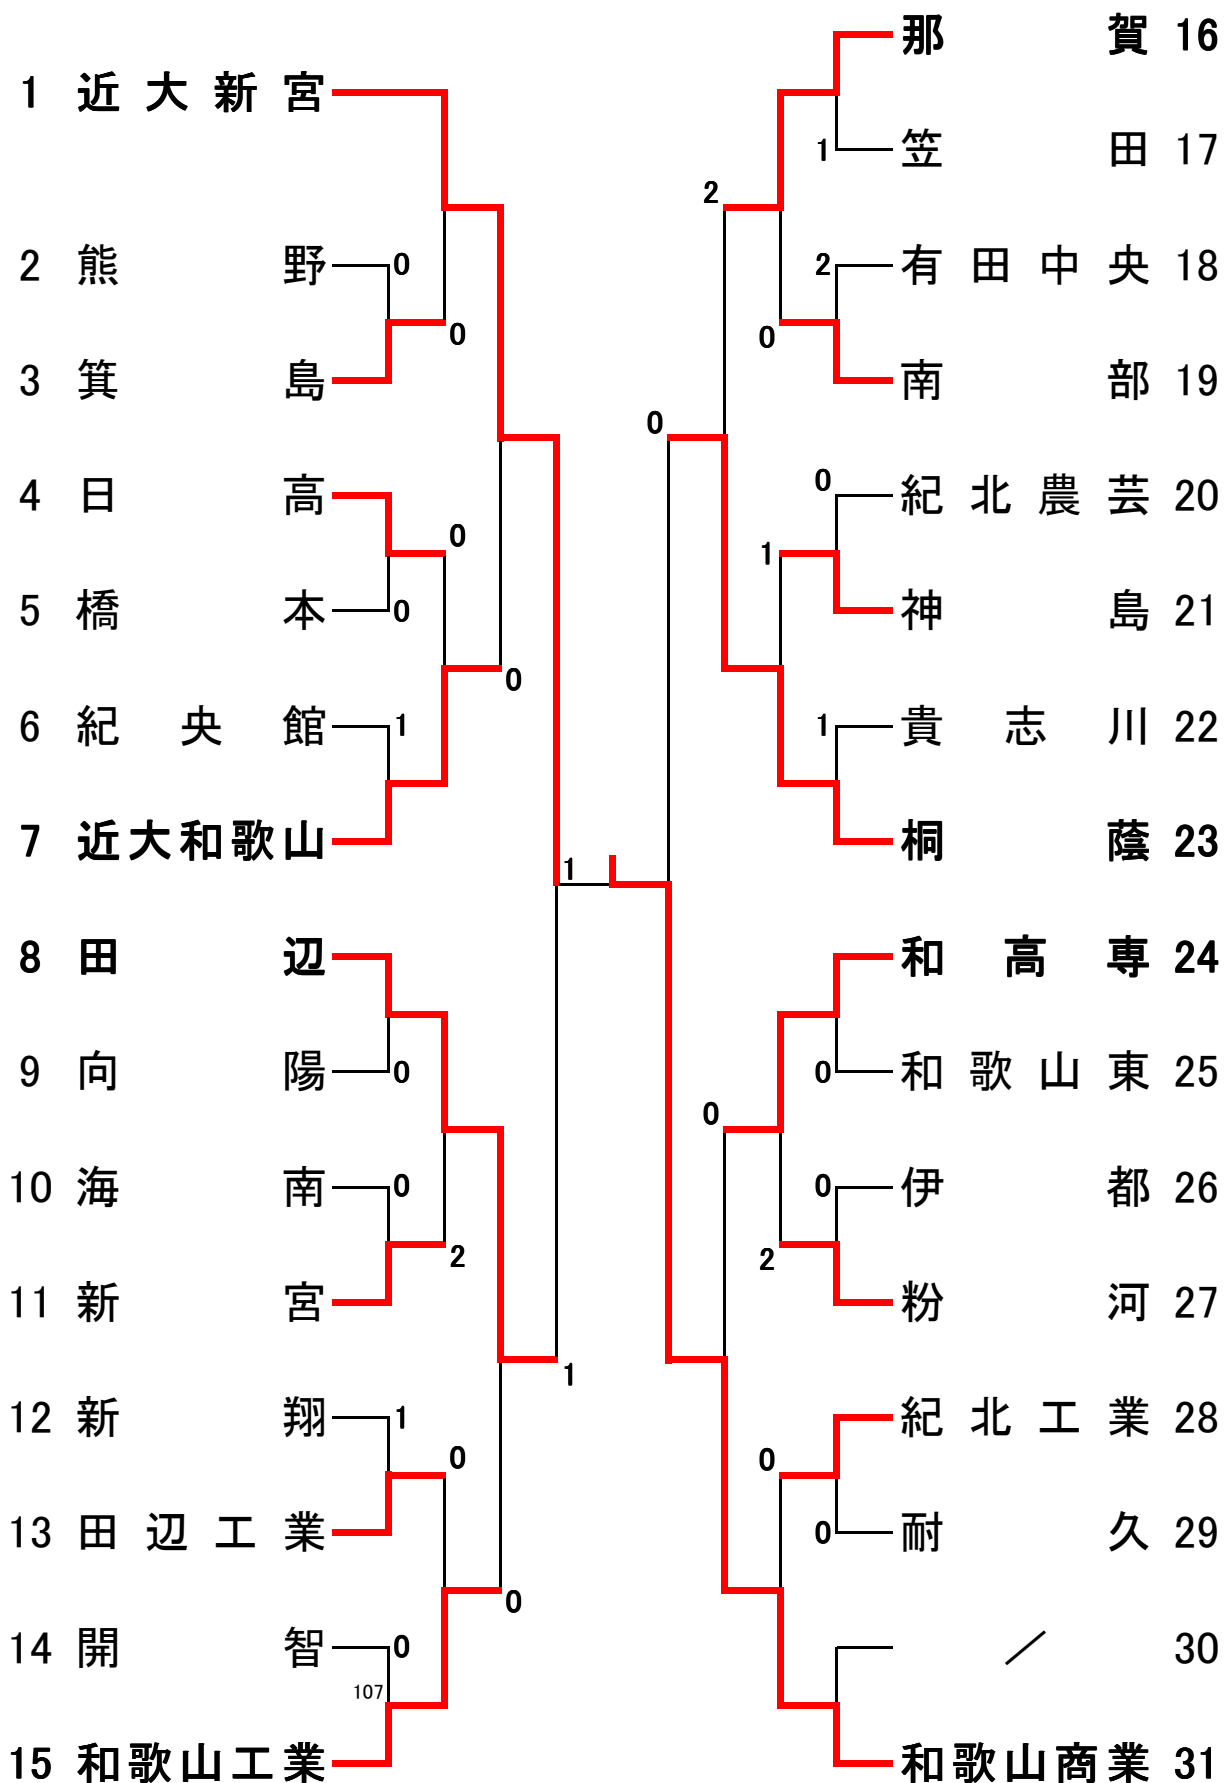 1 近大新宮
2 熊野 0
0
3 箕島
4 日高
0
5 橋本 0
0
6 紀央館 1
7 近大和歌山
1
8 田辺
9 向陽 0
10 海南 0
2
11 新宮
1
12 新翔 1
0
13 田辺工業
0
14 開智 0
107
15 和歌山工業
那賀 16
1 笠田 17
2
2 有田中央 18
0
南部 19
0
0 紀北農芸 20
1
神島 21
1 貴志川 22
桐蔭 23
和高専 24
0 和歌山東 25
0
0 伊都 26
2
粉河 27
紀北工業 28
0
0 耐久 29
／ 30
和歌山商業 31